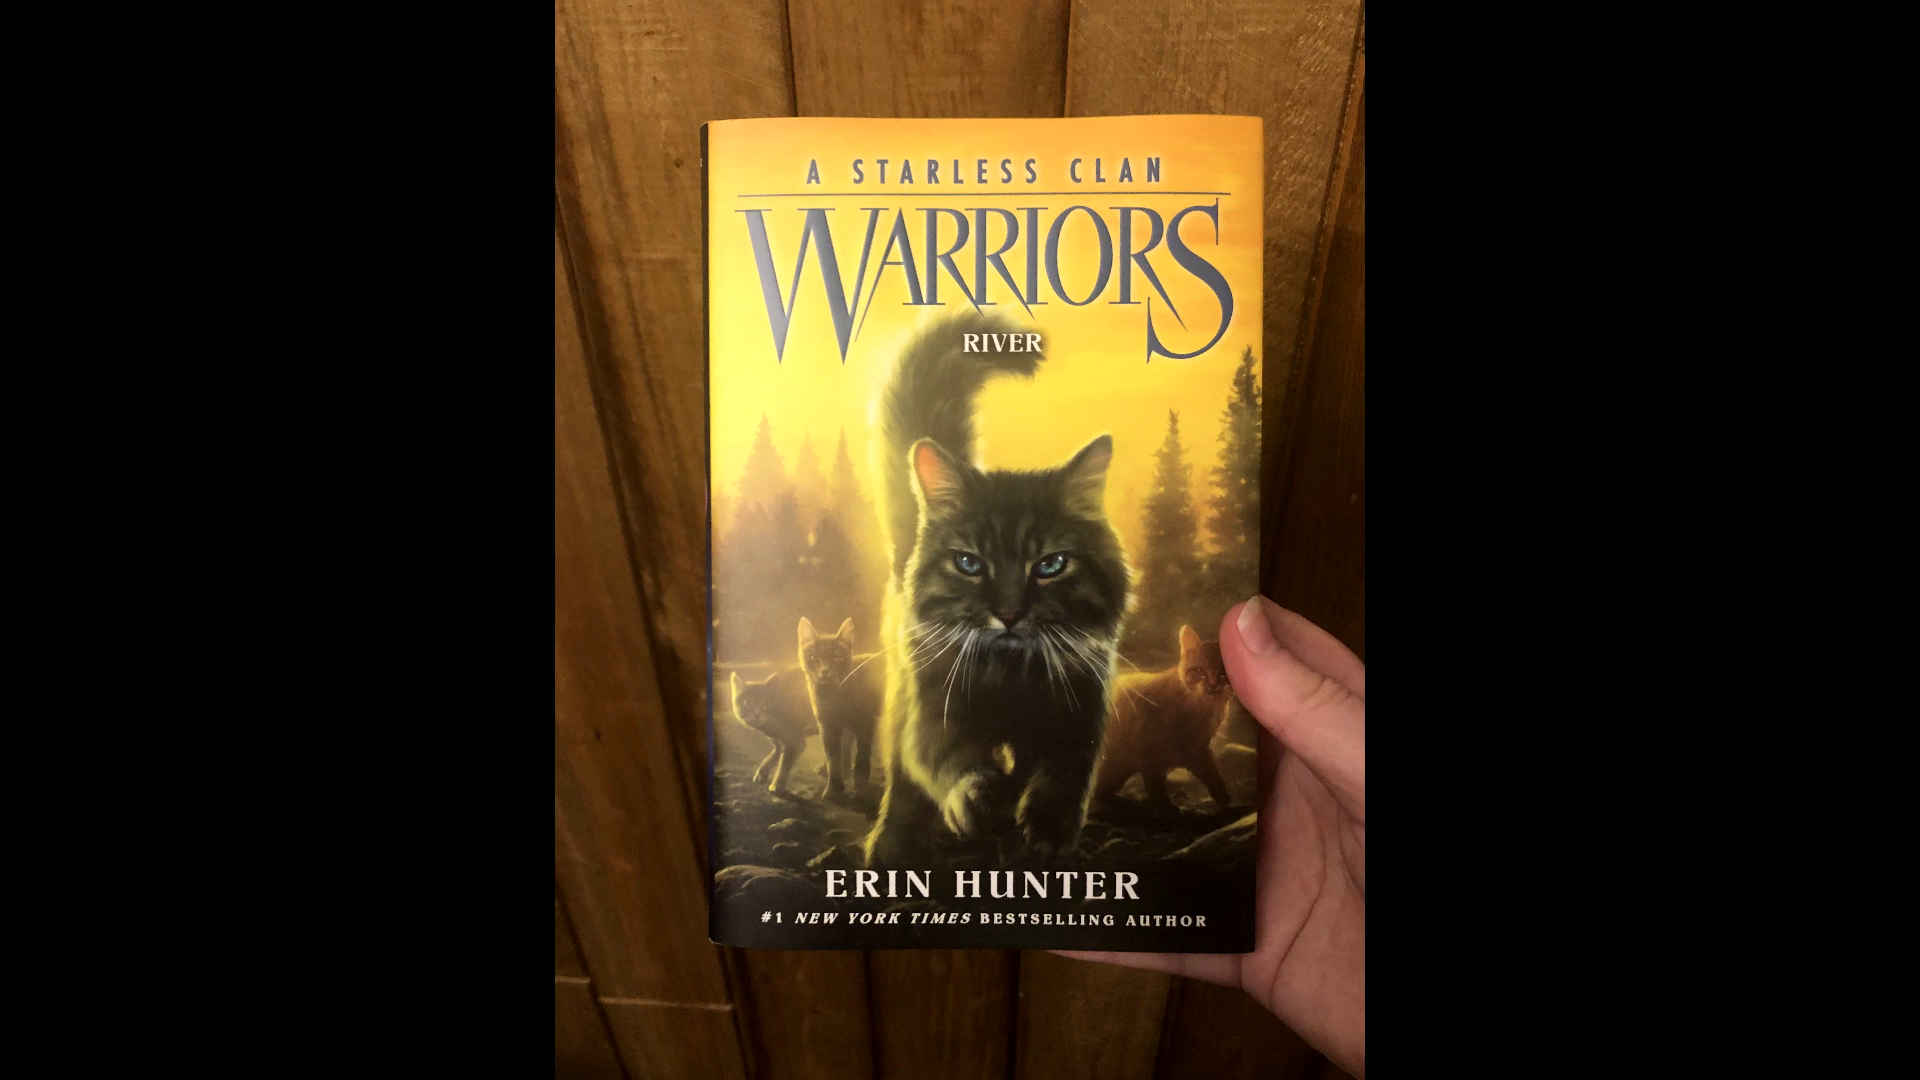 A STARLESS CLAN
WARRIORS
RIVER
ERIN HUNTER
#1 NEW YORK TIMES BESTSELLING AUTHOR